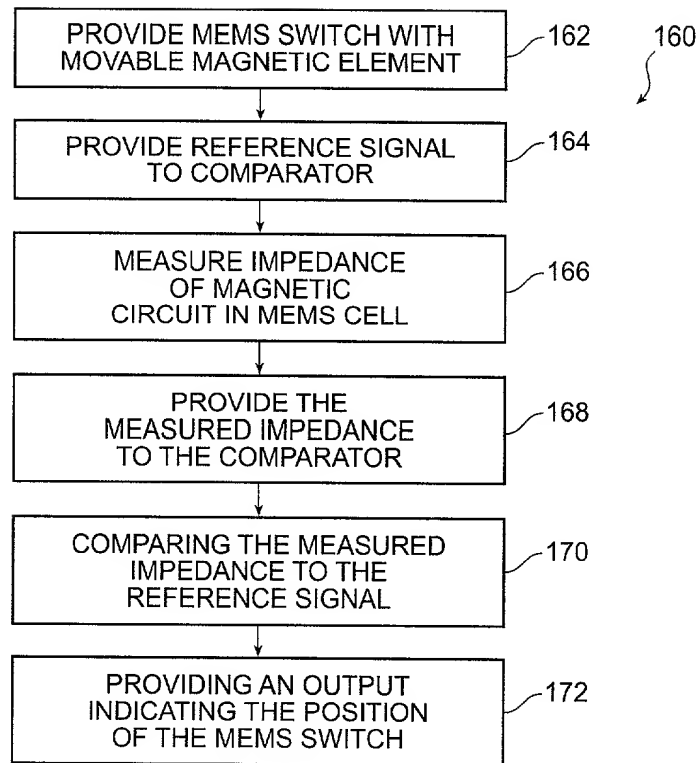 PROVIDE MEMS SWITCH WITH
MOVABLE MAGNETIC ELEMENT
162
160
PROVIDE REFERENCE SIGNAL
TO COMPARATOR
164
MEASURE IMPEDANCE
OF MAGNETIC
CIRCUIT IN MEMS CELL
166
PROVIDE THE
MEASURED IMPEDANCE
TO THE COMPARATOR
168
COMPARING THE MEASURED
IMPEDANCE TO THE
REFERENCE SIGNAL
170
PROVIDING AN OUTPUT
INDICATING THE POSITION
OF THE MEMS SWITCH
172